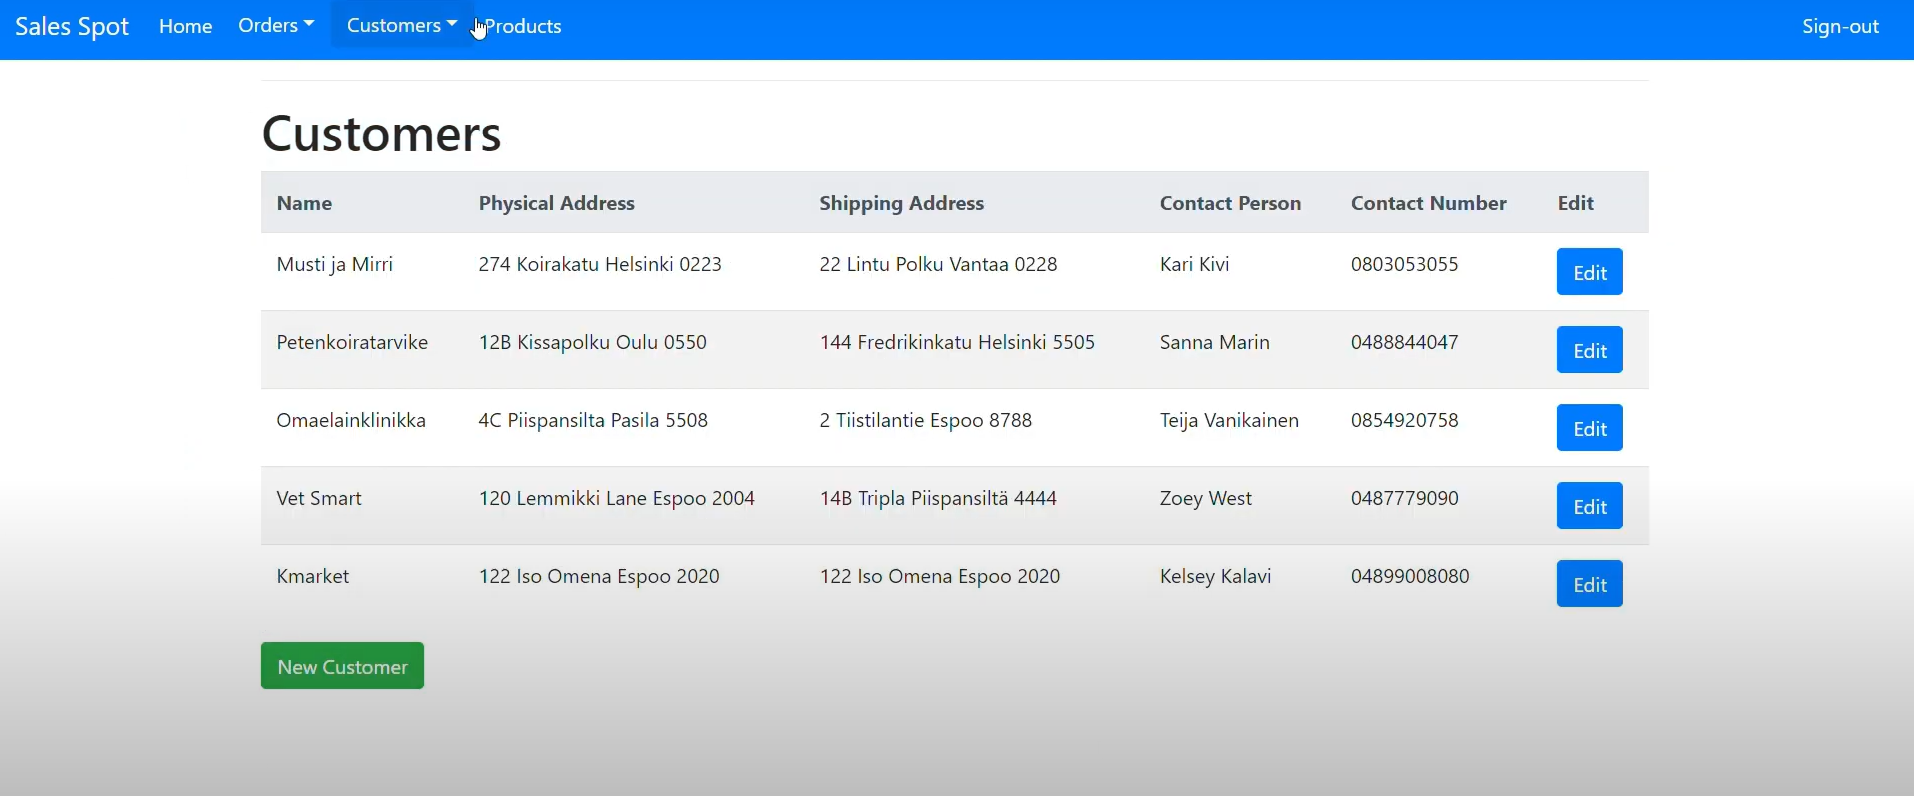 Sales Spot Home Orders Customers Products Sign-out
Customers
Name Physical Address Shipping Address Contact Person Contact Number Edit
Musti ja Mirri 274 Koirakatu Helsinki 0223 22 Lintu Polku Vantaa 0228 Kari Kivi 0803053055 Edit
Petenkoiratarvike 12B Kissapolku Oulu 0550 144 Fredrikinkatu Helsinki 5505 Sanna Marin 0488844047 Edit
Omaelainklinikka 4C Piispansilta Pasila 5508 2 Tiistilantie Espoo 8788 Teija Vanikainen 0854920758 Edit
Vet Smart 120 Lemmikki Lane Espoo 2004 14B Tripla Piispansiltä 4444 Zoey West 0487779090 Edit
Kmarket 122 Iso Omena Espoo 2020 122 Iso Omena Espoo 2020 Kelsey Kalavi 04899008080 Edit
New Customer